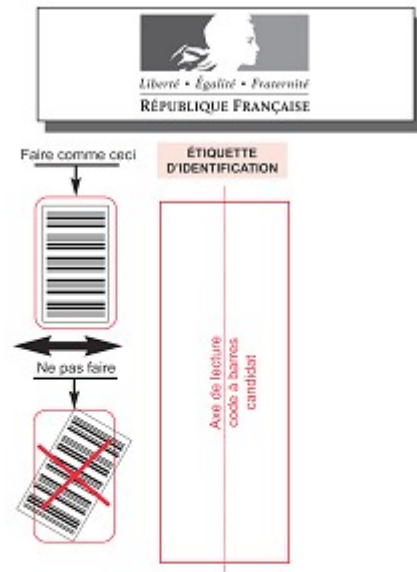 Liberté • Égalité • Fraternité
RÉPUBLIQUE FRANÇAISE
Faire comme ceci
ÉTIQUETTE
D'IDENTIFICATION
Ne pas faire
Axe de lecture
code à barres
candidat